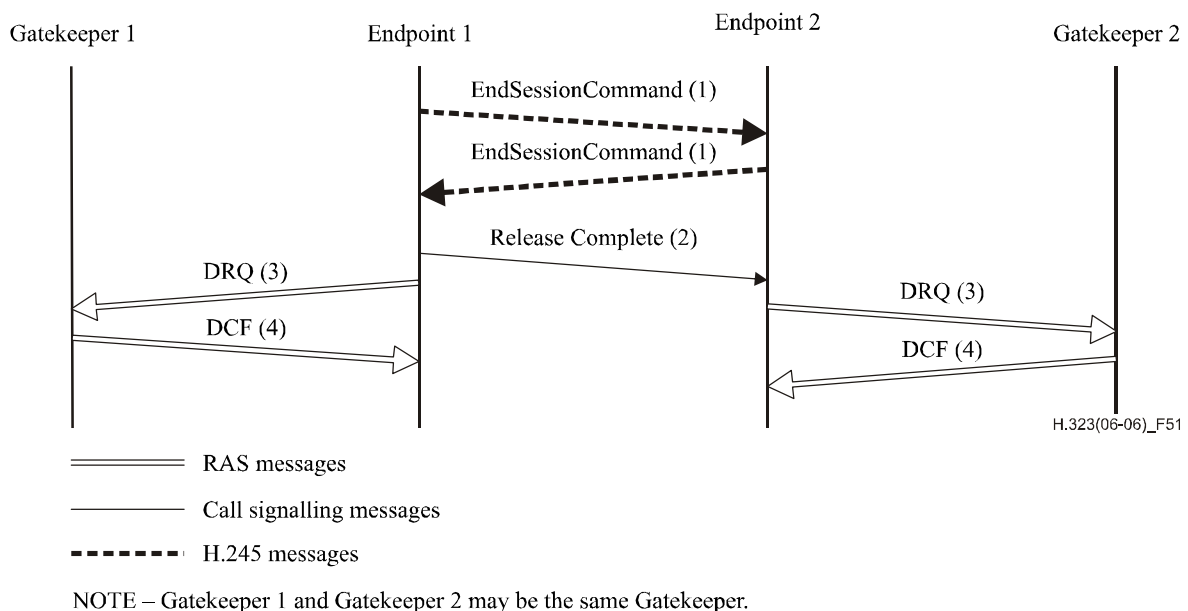 Gatekeeper 1
Endpoint 1
Endpoint 2
Gatekeeper 2
EndSessionCommand (1)
EndSessionCommand (1)
Release Complete (2)
DRQ (3)
DRQ (3)
DCF (4)
DCF (4)
H.323(06-06)_F51
RAS messages
Call signalling messages
H.245 messages
NOTE – Gatekeeper 1 and Gatekeeper 2 may be the same Gatekeeper.